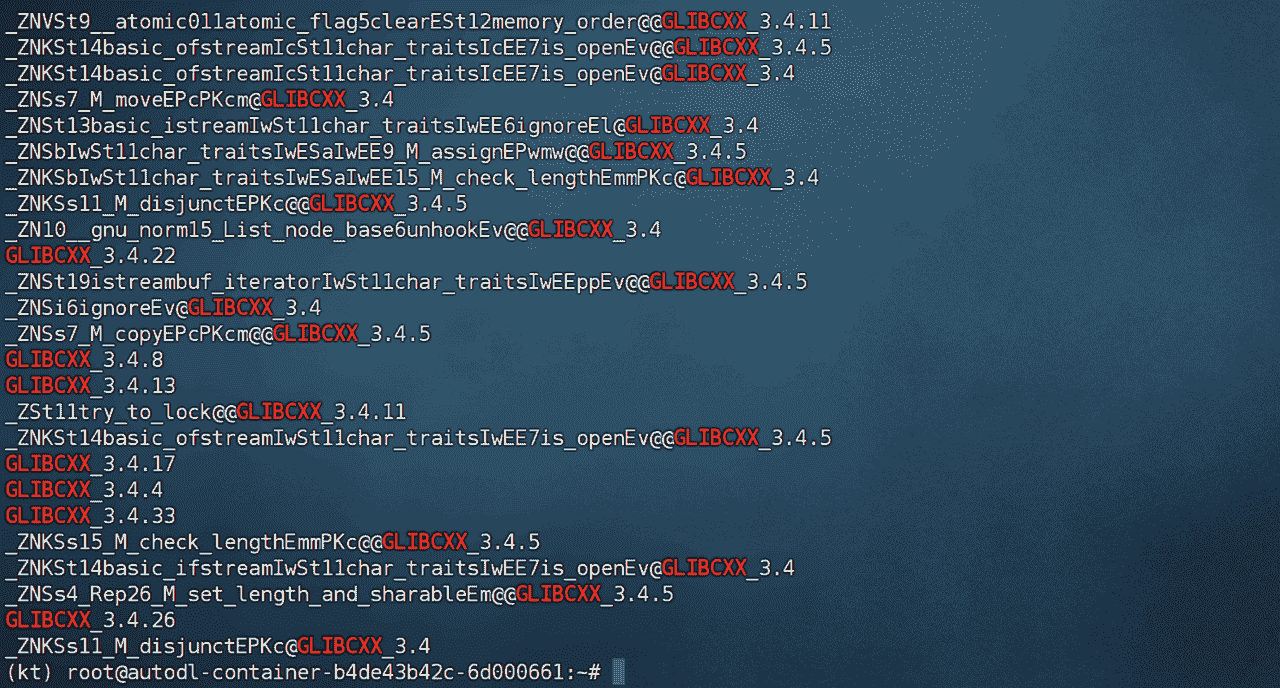 _ZNVSt9__atomic011atomic_flag5clearESt12memory_order@@GLIBCXX_3.4.11
_ZNKSt14basic_ofstreamIcSt11char_traitsIcEE7is_openEv@@GLIBCXX_3.4.5
_ZNKSt14basic_ofstreamIcSt11char_traitsIcEE7is_openEv@GLIBCXX_3.4
_ZNSs7_M_moveEPcPKcm@GLIBCXX_3.4
_ZNSt13basic_istreamIwSt11char_traitsIwEE6ignoreEl@GLIBCXX_3.4
_ZNSbIwSt11char_traitsIwESaIwEE9_M_assignEPwmw@@GLIBCXX_3.4.5
_ZNKSbIwSt11char_traitsIwESaIwEE15_M_check_lengthEmmPKc@GLIBCXX_3.4
_ZNKSs11_M_disjunctEPKc@@GLIBCXX_3.4.5
_ZN10__gnu_norm15_List_node_base6unhookEv@@GLIBCXX_3.4
GLIBCXX_3.4.22
_ZNSt19istreambuf_iteratorIwSt11char_traitsIwEEppEv@@GLIBCXX_3.4.5
_ZNSi6ignoreEv@GLIBCXX_3.4
_ZNSs7_M_copyEPcPKcm@@GLIBCXX_3.4.5
GLIBCXX_3.4.8
GLIBCXX_3.4.13
_ZSt11try_to_lock@@GLIBCXX_3.4.11
_ZNKSt14basic_ofstreamIwSt11char_traitsIwEE7is_openEv@@GLIBCXX_3.4.5
GLIBCXX_3.4.17
GLIBCXX_3.4.4
GLIBCXX_3.4.33
_ZNKSs15_M_check_lengthEmmPKc@@GLIBCXX_3.4.5
_ZNKSt14basic_ifstreamIwSt11char_traitsIwEE7is_openEv@GLIBCXX_3.4
_ZNSs4_Rep26_M_set_length_and_sharableEm@@GLIBCXX_3.4.5
GLIBCXX_3.4.26
_ZNKSs11_M_disjunctEPKc@GLIBCXX_3.4
(kt) root@autodl-container-b4de43b42c-6d000661:~#